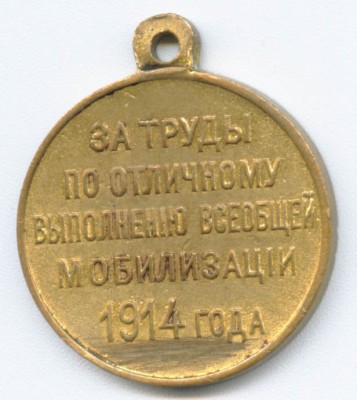 ЗА ТРУДЫ
ПО ОТЛИЧНОМУ
ВЫПОЛНЕНІЮ ВСЕОБЩЕЙ
МОБИЛИЗАЦІИ
1914 ГОДА